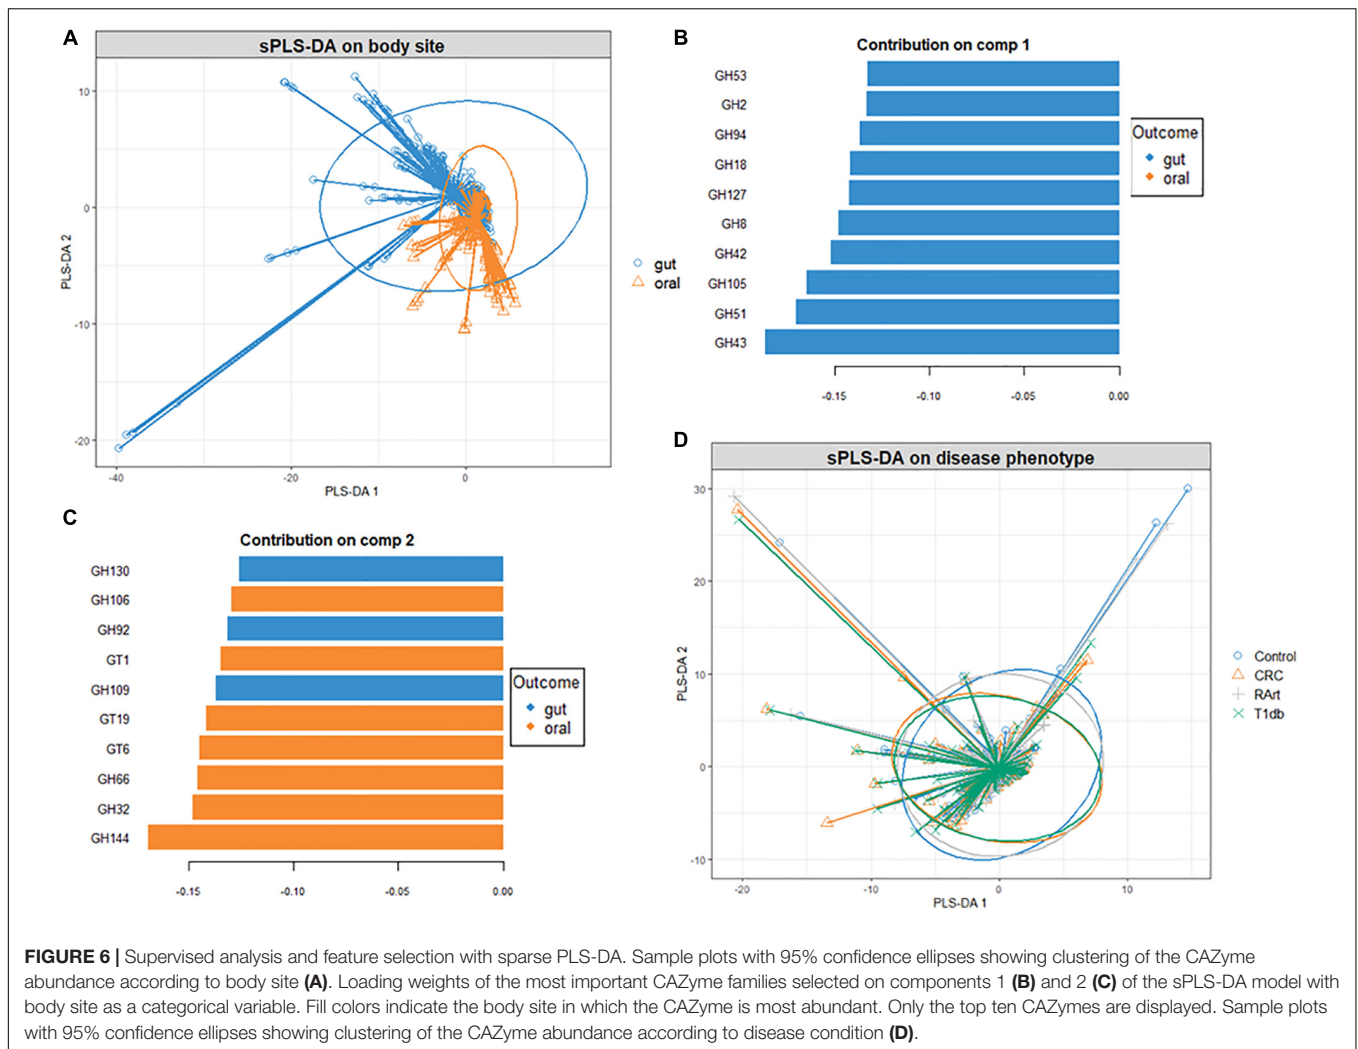 A
sPLS-DA on body site
10
0
-10
-20
PLS-DA 2
-40
-20
0
PLS-DA 1
gut
oral
B
Contribution on comp 1
GH53
GH2
GH94
GH18
GH127
GH8
GH42
GH105
GH51
GH43
-0.15
-0.10
-0.05
0.00
Outcome
gut
oral
C
Contribution on comp 2
GH130
GH106
GH92
GT1
GH109
GT19
GT6
GH66
GH32
GH144
-0.15
-0.10
-0.05
0.00
Outcome
gut
oral
D
sPLS-DA on disease phenotype
30
20
10
0
-10
PLS-DA 2
-20
-10
0
10
PLS-DA 1
Control
CRC
RArt
T1db
FIGURE 6 | Supervised analysis and feature selection with sparse PLS-DA. Sample plots with 95% confidence ellipses showing clustering of the CAZyme
abundance according to body site (A). Loading weights of the most important CAZyme families selected on components 1 (B) and 2 (C) of the sPLS-DA model with
body site as a categorical variable. Fill colors indicate the body site in which the CAZyme is most abundant. Only the top ten CAZymes are displayed. Sample plots
with 95% confidence ellipses showing clustering of the CAZyme abundance according to disease condition (D).